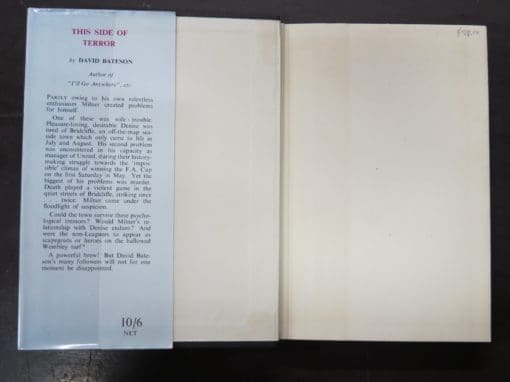 THIS SIDE OF
TERROR
by DAVID BATESON
Author of
"I'll Go Anywhere", etc.
PARTLY owing to his own relentless
enthusiasm Milner created problems
for himself.
One of these was wife-trouble.
Pleasure-loving, desirable Denise was
tired of Bridcliffe, an off-the-map sea-
side town which only came to life in
July and August. His second problem
was encountered in his capacity as
manager of United, during their history-
making struggle towards the 'impos-
sible' climax of winning the F.A. Cup
on the first Saturday in May. Yet the
biggest of his problems was murder.
Death played a violent game in the
quiet streets of Bridcliffe, striking once
. . . twice. Milner came under the
floodlight of suspicion.
Could the town survive these psycho-
logical tremors? Would Milner's re-
lationship with Denise endure? And
were the non-Leaguers to appear as
scapegoats or heroes on the hallowed
Wembley turf?
A powerful brew! But David Bate-
son's many followers will not for one
moment be disappointed.
10/6
NET